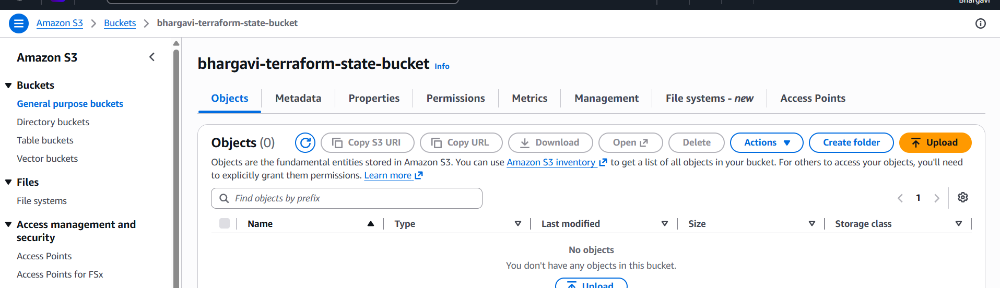 Bhargavi
Amazon S3 > Buckets > bhargavi-terraform-state-bucket
Amazon S3
Buckets
General purpose buckets
Directory buckets
Table buckets
Vector buckets
Files
File systems
Access management and
security
Access Points
Access Points for FSx
bhargavi-terraform-state-bucket Info
Objects Metadata Properties Permissions Metrics Management File systems - new Access Points
Objects (0) Copy S3 URI Copy URL Download Open Delete Actions Create folder Upload
Objects are the fundamental entities stored in Amazon S3. You can use Amazon S3 inventory to get a list of all objects in your bucket. For others to access your objects, you'll need
to explicitly grant them permissions. Learn more
Find objects by prefix 1
Name Type Last modified Size Storage class
No objects
You don't have any objects in this bucket.
Upload